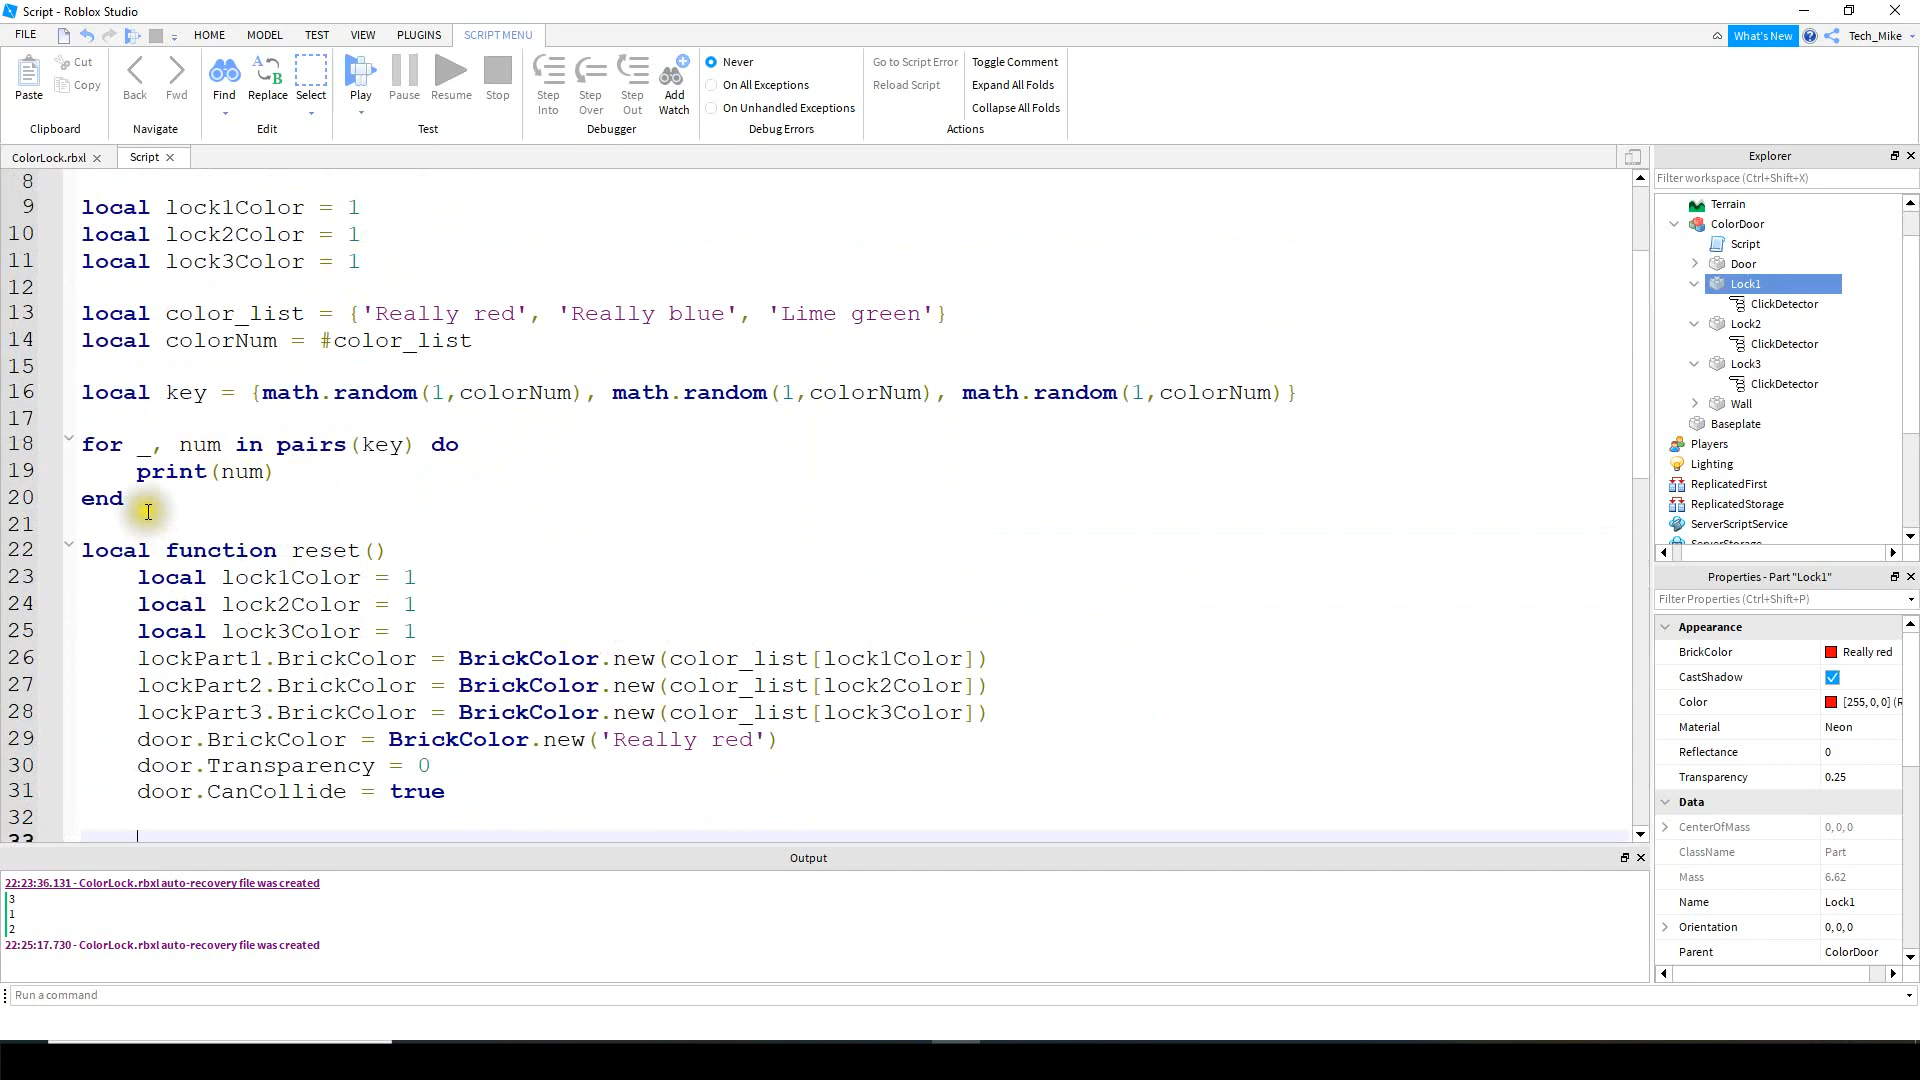 Script - Roblox Studio
FILE HOME MODEL TEST VIEW PLUGINS SCRIPT MENU What's New Tech_Mike
Paste Cut Copy
Clipboard
Back Fwd
Navigate
Find Replace Select
Edit
Play Pause Resume Stop
Test
Step Into Step Over Step Out Add Watch
Debugger
Never
On All Exceptions
On Unhandled Exceptions
Debug Errors
Go to Script Error
Reload Script
Toggle Comment
Expand All Folds
Collapse All Folds
Actions
ColorLock.rbxl Script
8
9 local lock1Color = 1
10 local lock2Color = 1
11 local lock3Color = 1
12
13 local color_list = {'Really red', 'Really blue', 'Lime green'}
14 local colorNum = #color_list
15
16 local key = {math.random(1,colorNum), math.random(1,colorNum), math.random(1,colorNum)}
17
18 for _, num in pairs(key) do
19 print(num)
20 end
21
22 local function reset()
23 local lock1Color = 1
24 local lock2Color = 1
25 local lock3Color = 1
26 lockPart1.BrickColor = BrickColor.new(color_list[lock1Color])
27 lockPart2.BrickColor = BrickColor.new(color_list[lock2Color])
28 lockPart3.BrickColor = BrickColor.new(color_list[lock3Color])
29 door.BrickColor = BrickColor.new('Really red')
30 door.Transparency = 0
31 door.CanCollide = true
32
33
Output
22:23:36.131 - ColorLock.rbxl auto-recovery file was created
3
1
2
22:25:17.730 - ColorLock.rbxl auto-recovery file was created
Run a command
Explorer
Filter workspace (Ctrl+Shift+X)
Terrain
ColorDoor
Script
Door
Lock1
ClickDetector
Lock2
ClickDetector
Lock3
ClickDetector
Wall
Baseplate
Players
Lighting
ReplicatedFirst
ReplicatedStorage
ServerScriptService
ServerStorage
Properties - Part "Lock1"
Filter Properties (Ctrl+Shift+P)
Appearance
BrickColor Really red
CastShadow
Color [255, 0, 0] (R
Material Neon
Reflectance 0
Transparency 0.25
Data
CenterOfMass 0, 0, 0
ClassName Part
Mass 6.62
Name Lock1
Orientation 0, 0, 0
Parent ColorDoor